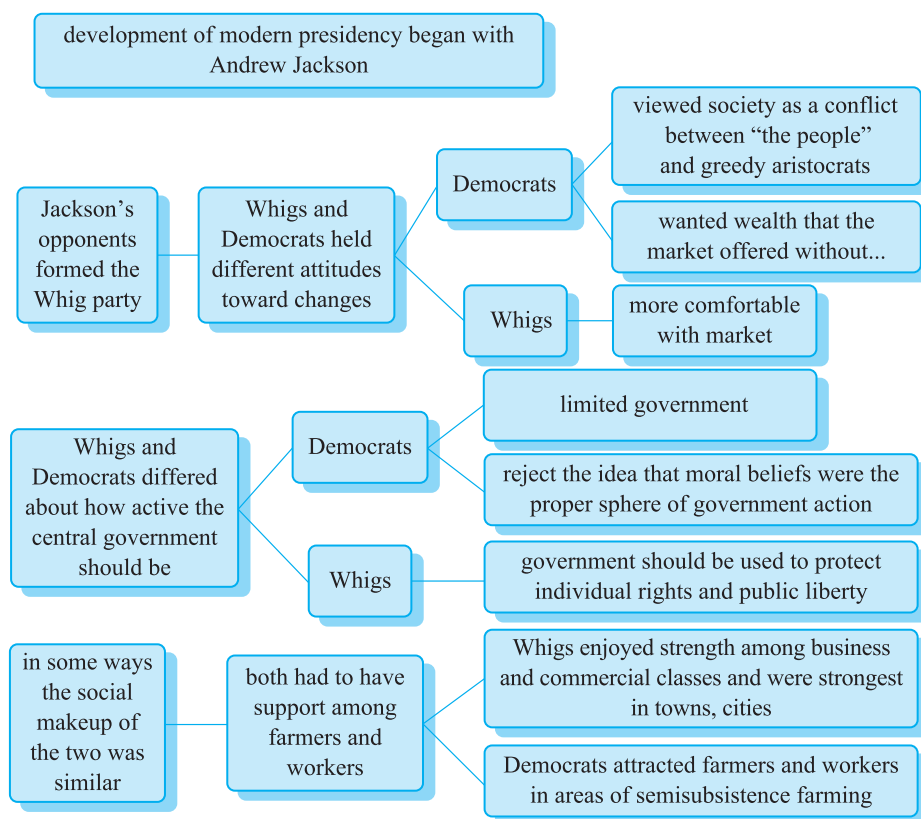 development of modern presidency began with
Andrew Jackson
Jackson's
opponents
formed the
Whig party
Whigs and
Democrats held
different attitudes
toward changes
Democrats
viewed society as a conflict
between “the people”
and greedy aristocrats
wanted wealth that the
market offered without...
Whigs
more comfortable
with market
Whigs and
Democrats differed
about how active the
central government
should be
Democrats
limited government
reject the idea that moral beliefs were the
proper sphere of government action
Whigs
government should be used to protect
individual rights and public liberty
in some ways
the social
makeup of
the two was
similar
both had to have
support among
farmers and
workers
Whigs enjoyed strength among business
and commercial classes and were strongest
in towns, cities
Democrats attracted farmers and workers
in areas of semisubsistence farming